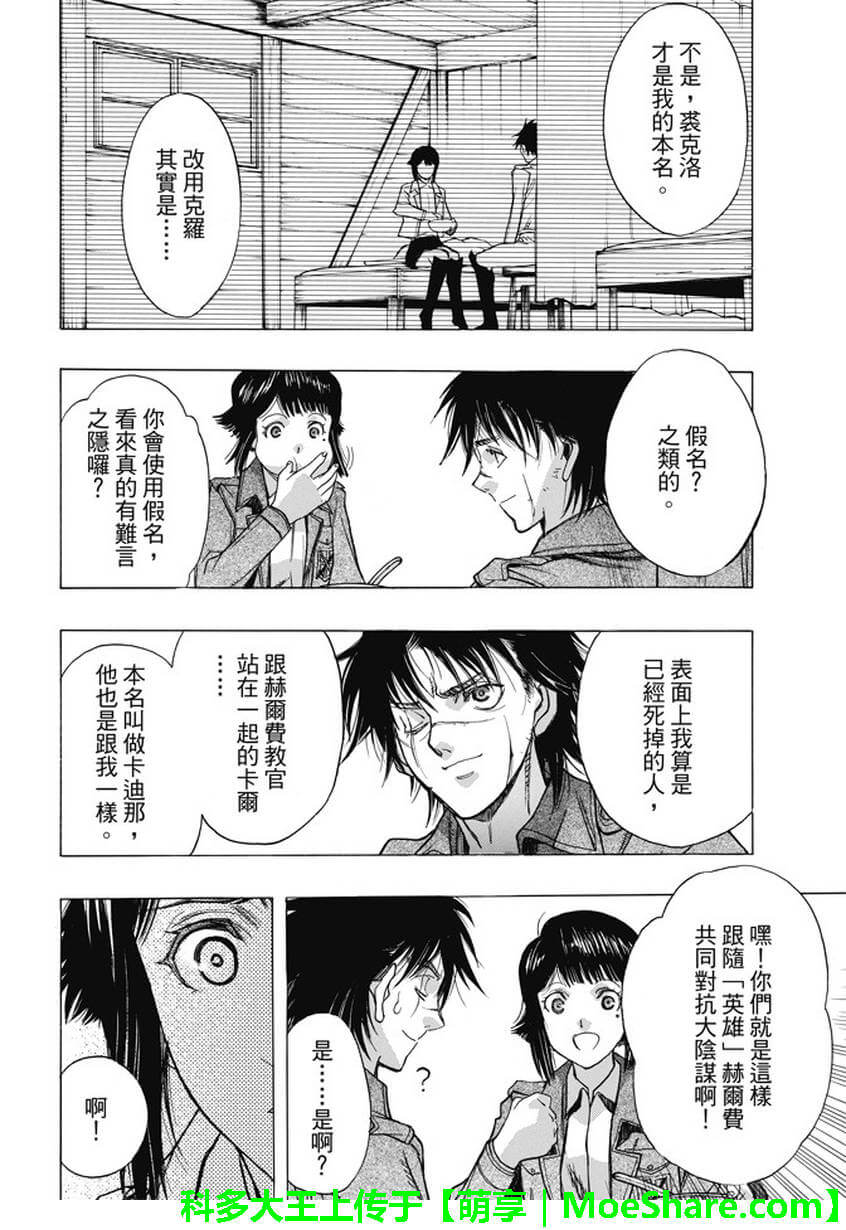 不是，裘克洛
才是我的本名。
改用克羅
其實是……
假名？
之類的。
你會使用假名，
看來真的有難言
之隱囉？
表面上我算是
已經死掉的人，
跟赫爾費教官
站在一起的卡爾
……
本名叫做卡迪那，
他也是跟我一樣。
嘿！你們就是這樣
跟隨「英雄」赫爾費
共同對抗大陰謀啊！
？
是……是啊？
啊！
科多大王上传于【萌享｜MoeShare.com】